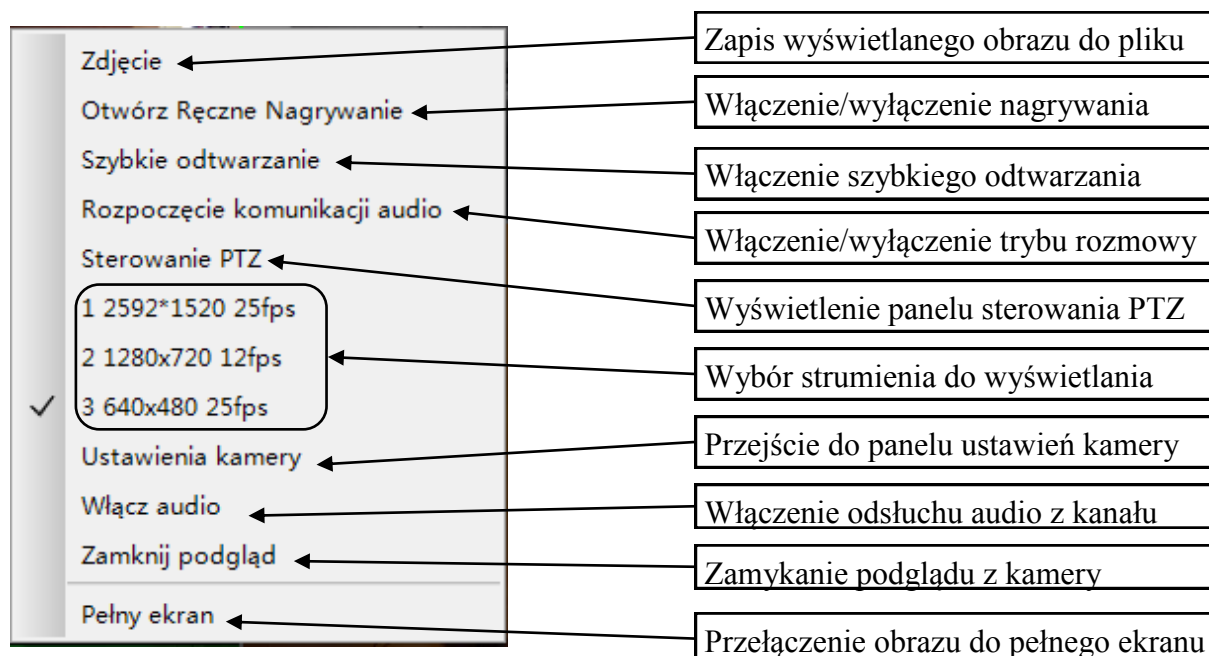 Zdjęcie
Otwórz Ręczne Nagrywanie
Szybkie odtwarzanie
Rozpoczęcie komunikacji audio
Sterowanie PTZ
1 2592*1520 25fps
2 1280x720 12fps
3 640x480 25fps
Ustawienia kamery
Włącz audio
Zamknij podgląd
Pełny ekran
Zapis wyświetlanego obrazu do pliku
Włączenie/wyłączenie nagrywania
Włączenie szybkiego odtwarzania
Włączenie/wyłączenie trybu rozmowy
Wyświetlenie panelu sterowania PTZ
Wybór strumienia do wyświetlania
Przejście do panelu ustawień kamery
Włączenie odsłuchu audio z kanału
Zamykanie podglądu z kamery
Przełączenie obrazu do pełnego ekranu